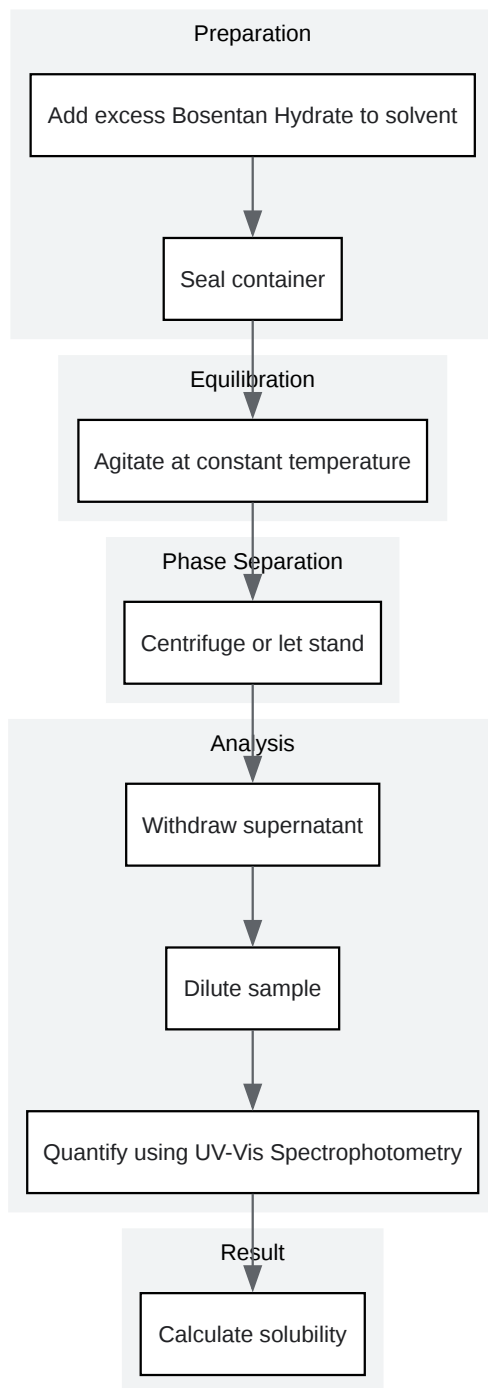 Preparation
Add excess Bosentan Hydrate to solvent
Seal container
Equilibration
Agitate at constant temperature
Phase Separation
Centrifuge or let stand
Analysis
Withdraw supernatant
Dilute sample
Quantify using UV-Vis Spectrophotometry
Result
Calculate solubility